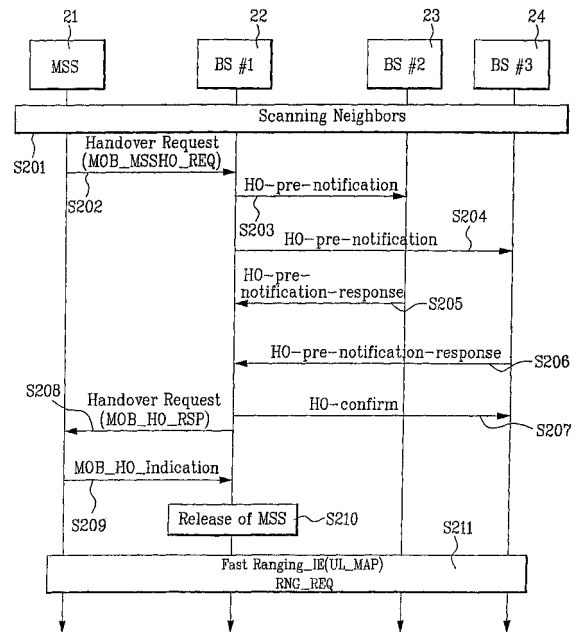 21
22
23
24
MSS
BS #1
BS #2
BS #3
Scanning Neighbors
S201
Handover Request
(MOB_MSSHO_REQ)
S202
HO-pre-notification
S203
S204
HO-pre-notification
HO-pre-
notification-response
S205
HO-pre-notification-response
S206
S208
Handover Request
(MOB_HO_RSP)
HO-confirm
S207
MOB_HO_Indication
S209
Release of MSS
S210
S211
Fast Ranging_IE(UL_MAP)
RNG_REQ